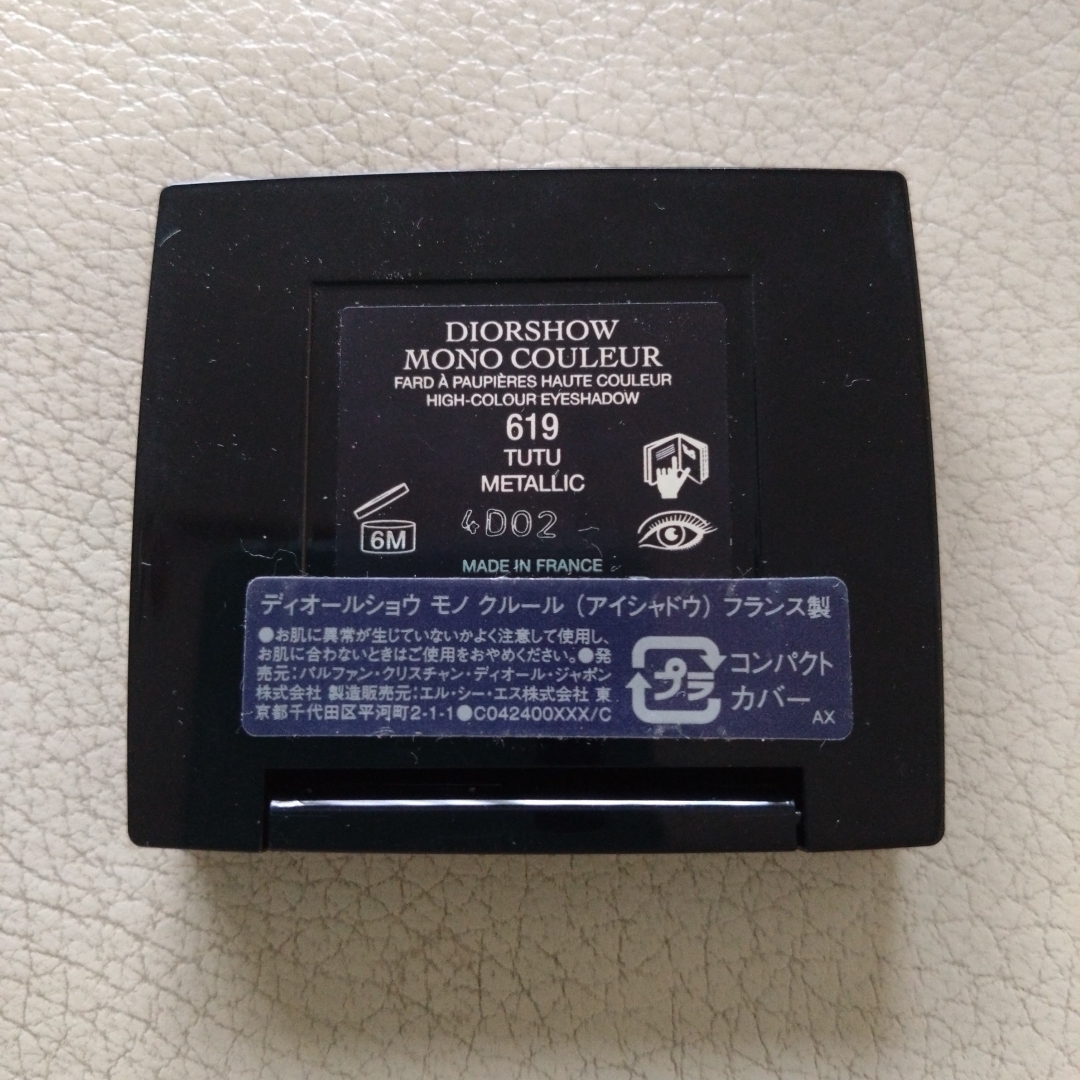 DIORSHOW
MONO COULEUR
FARD À PAUPIÈRES HAUTE COULEUR
HIGH-COLOUR EYESHADOW
619
TUTU
METALLIC
6M
4D02
MADE IN FRANCE
ディオールショウ モノ クルール（アイシャドウ）フランス製
●お肌に異常が生じていないかよく注意して使用し、
お肌に合わないときはご使用をおやめください。●発
売元：パルファン・クリスチャン・ディオール・ジャポン
株式会社 製造販売元：エル・シー・エス株式会社 東
京都千代田区平河町2-1-1●C042400XXX/C
プラ
コンパクト
カバー
AX